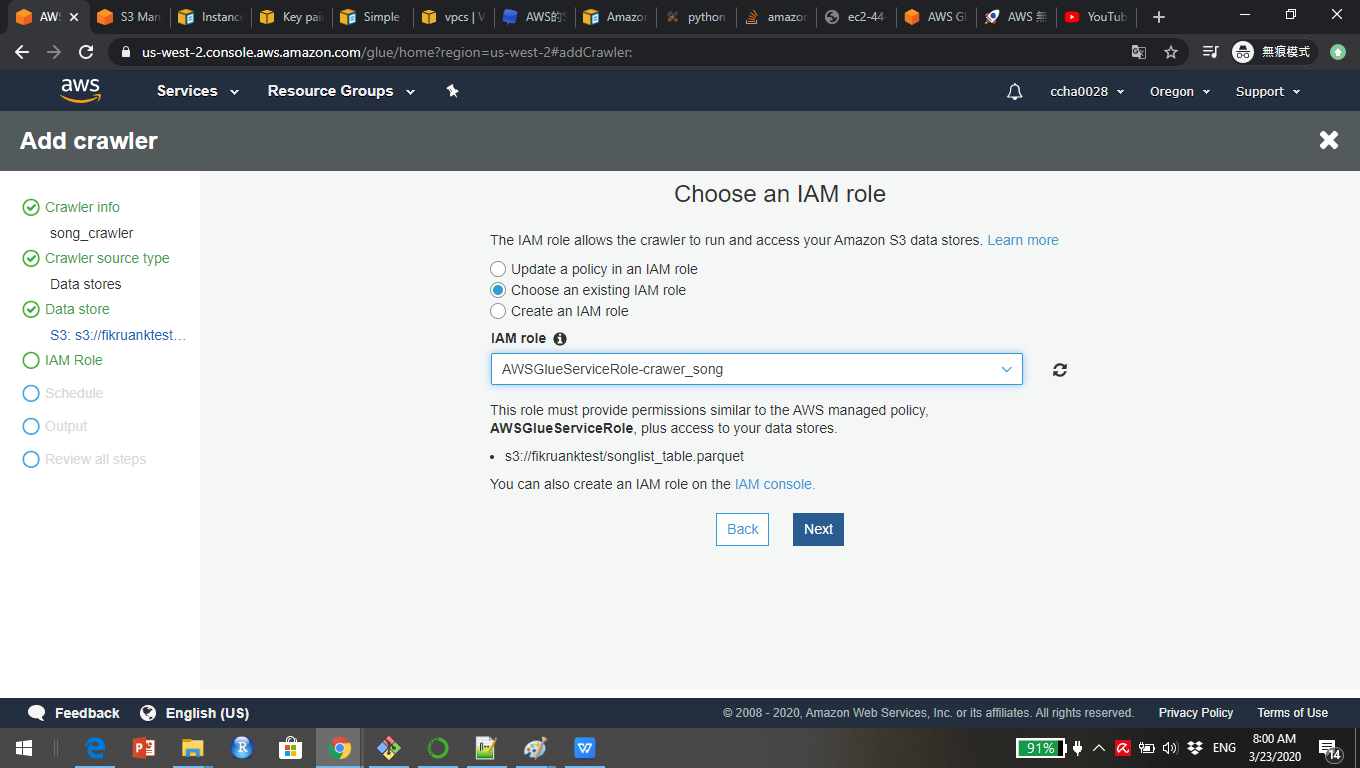 AWS
S3 Man
Instanc
Key pai
Simple
vpcs | V
AWS的S
Amazor
python
amazor
ec2-44-
AWS Gl
AWS 無
YouTub
us-west-2.console.aws.amazon.com/glue/home?region=us-west-2#addCrawler:
無痕模式
aws
Services
Resource Groups
ccha0028
Oregon
Support
Add crawler
Crawler info
song_crawler
Crawler source type
Data stores
Data store
S3: s3://fikruanktest…
IAM Role
Schedule
Output
Review all steps
Choose an IAM role
The IAM role allows the crawler to run and access your Amazon S3 data stores. Learn more
Update a policy in an IAM role
Choose an existing IAM role
Create an IAM role
IAM role
AWSGlueServiceRole-crawer_song
This role must provide permissions similar to the AWS managed policy,
AWSGlueServiceRole, plus access to your data stores.
s3://fikruanktest/songlist_table.parquet
You can also create an IAM role on the IAM console.
Back
Next
Feedback
English (US)
© 2008 - 2020, Amazon Web Services, Inc. or its affiliates. All rights reserved.
Privacy Policy
Terms of Use
91%
ENG
8:00 AM
3/23/2020
14